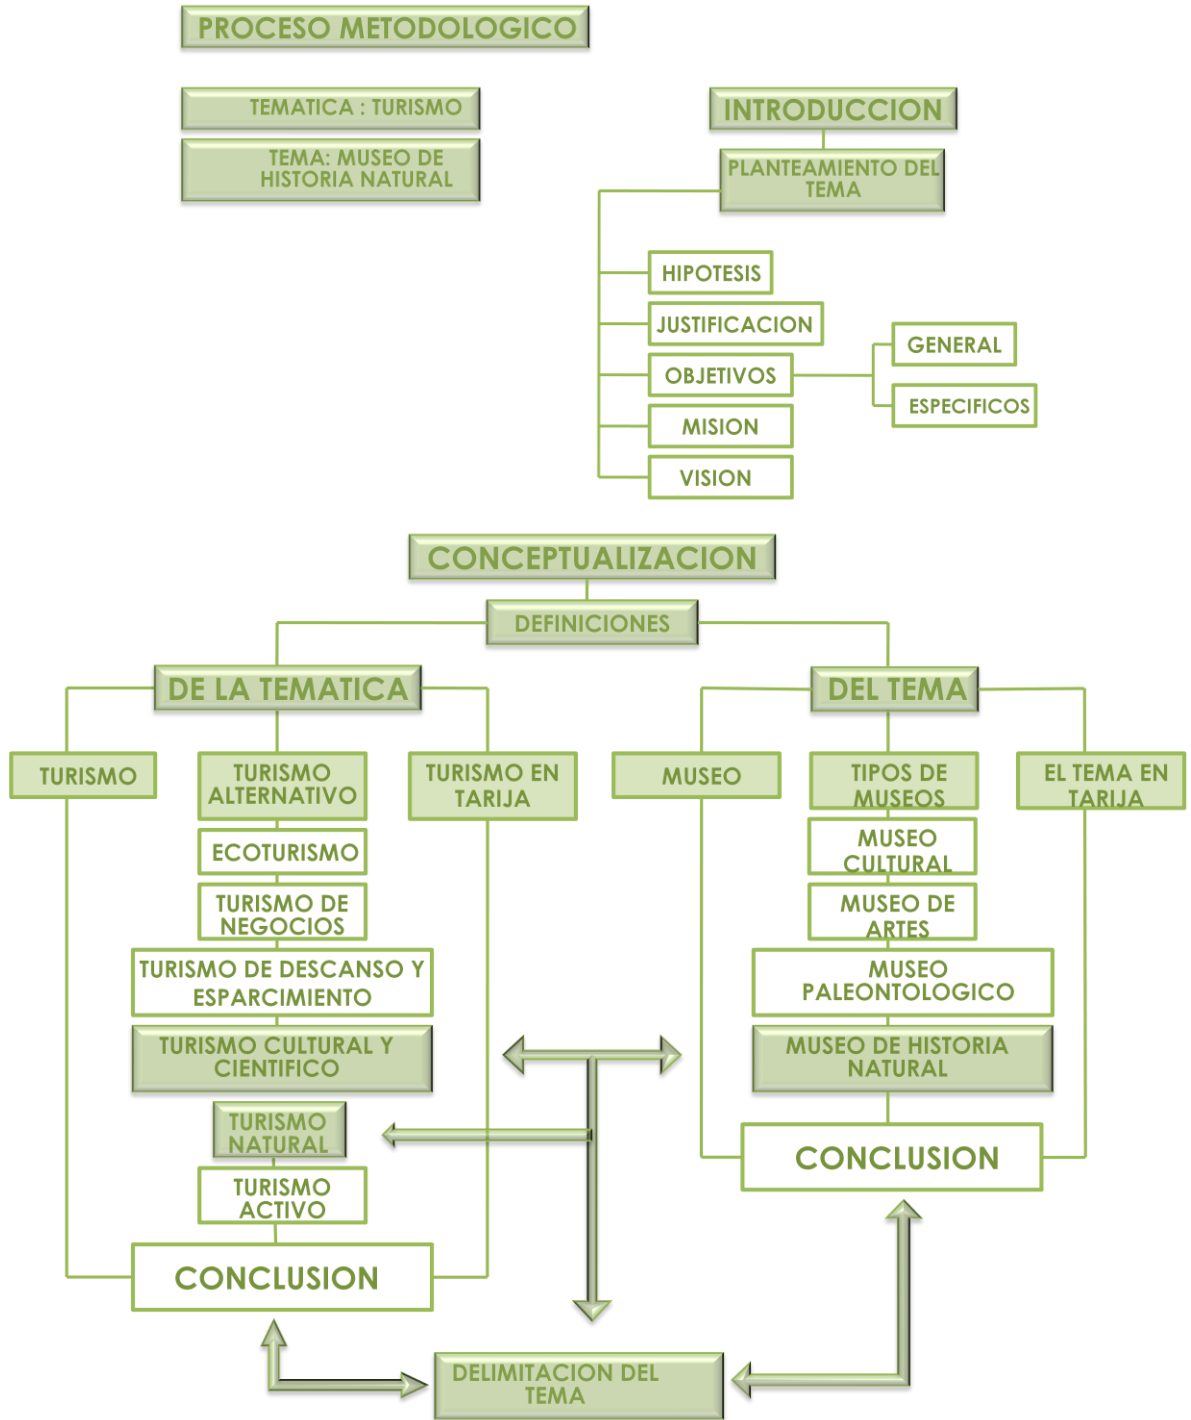 PROCESO METODOLOGICO
TEMATICA : TURISMO
TEMA: MUSEO DE
HISTORIA NATURAL
INTRODUCCION
PLANTEAMIENTO DEL
TEMA
HIPOTESIS
JUSTIFICACION
OBJETIVOS
GENERAL
ESPECIFICOS
MISION
VISION
CONCEPTUALIZACION
DEFINICIONES
DE LA TEMATICA
TURISMO
TURISMO
ALTERNATIVO
TURISMO EN
TARIJA
ECOTURISMO
TURISMO DE
NEGOCIOS
TURISMO DE DESCANSO Y
ESPARCIMIENTO
TURISMO CULTURAL Y
CIENTIFICO
TURISMO
NATURAL
TURISMO
ACTIVO
CONCLUSION
DEL TEMA
MUSEO
TIPOS DE
MUSEOS
EL TEMA EN
TARIJA
MUSEO
CULTURAL
MUSEO DE
ARTES
MUSEO
PALEONTOLOGICO
MUSEO DE HISTORIA
NATURAL
CONCLUSION
DELIMITACION DEL
TEMA